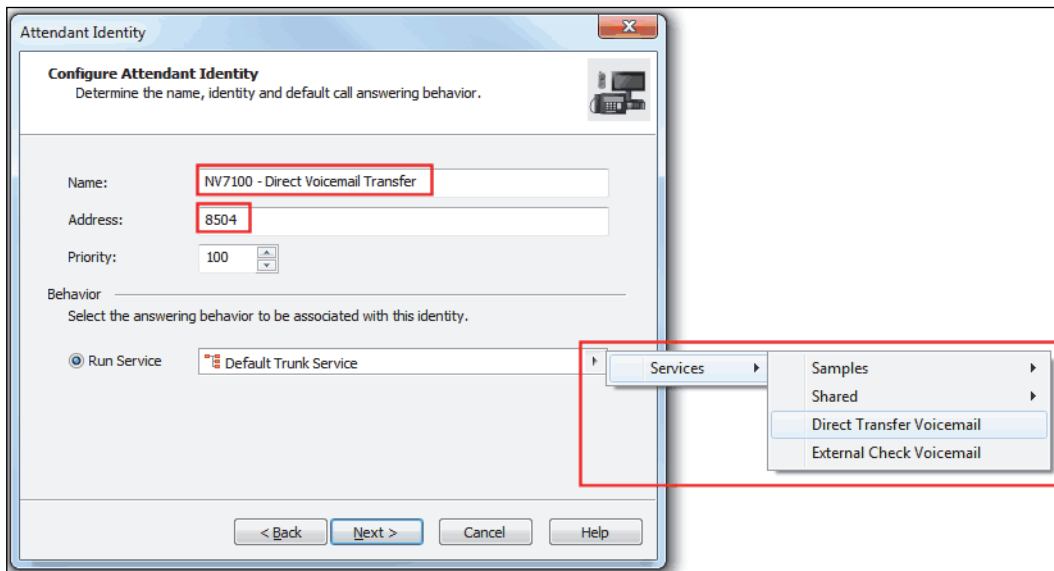 Attendant Identity
Configure Attendant Identity
Determine the name, identity and default call answering behavior.
Name: NV7100 - Direct Voicemail Transfer
Address: 8504
Priority: 100
Behavior
Select the answering behavior to be associated with this identity.
Run Service Default Trunk Service
Services
Samples
Shared
Direct Transfer Voicemail
External Check Voicemail
< Back Next > Cancel Help